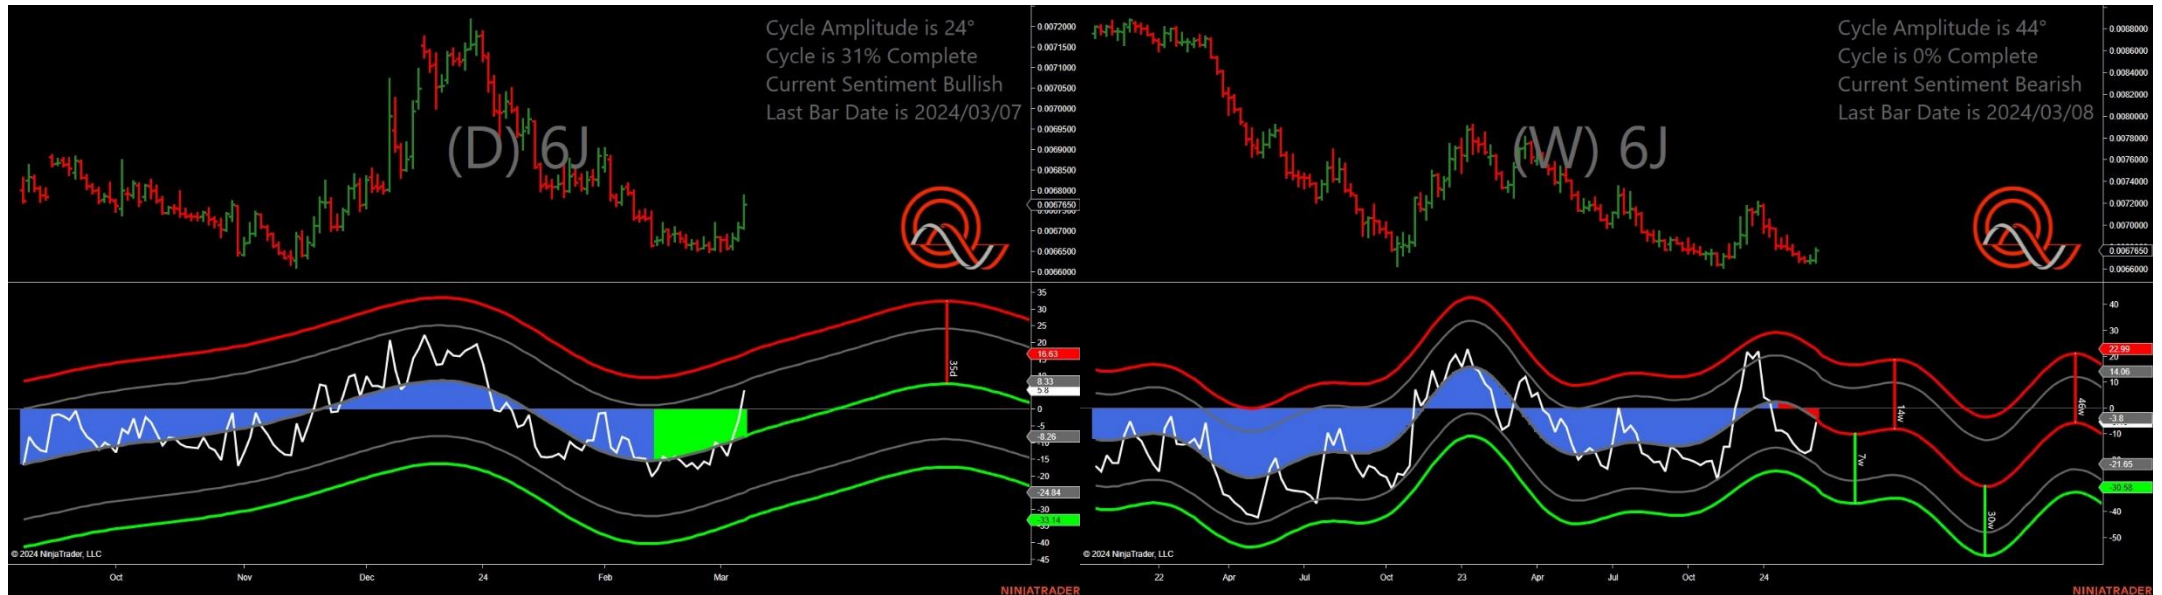 Cycle Amplitude is 24°
Cycle is 31% Complete
Current Sentiment Bullish
Last Bar Date is 2024/03/07
(D) 6J
0.0072000
0.0071500
0.0071000
0.0070500
0.0070000
0.0069500
0.0069000
0.0068500
0.0068000
0.0067650
0.0067000
0.0066500
0.0066000
35
30
25
20
16.63
8.33
5.8
0
-5
-8.26
-15
-20
-24.84
-30
-33.14
-40
-45
35d
© 2024 NinjaTrader, LLC
Oct
Nov
Dec
24
Feb
Mar
NINJATRADER
Cycle Amplitude is 44°
Cycle is 0% Complete
Current Sentiment Bearish
Last Bar Date is 2024/03/08
(W) 6J
0.0088000
0.0086000
0.0084000
0.0082000
0.0080000
0.0078000
0.0076000
0.0074000
0.0072000
0.0070000
0.0067650
0.0066000
40
30
22.99
20
14.06
10
0
-3.8
-10
-21.65
-30.58
-40
-50
7w
14w
30w
46w
© 2024 NinjaTrader, LLC
22
Apr
Jul
Oct
23
Apr
Jul
Oct
24
NINJATRADER